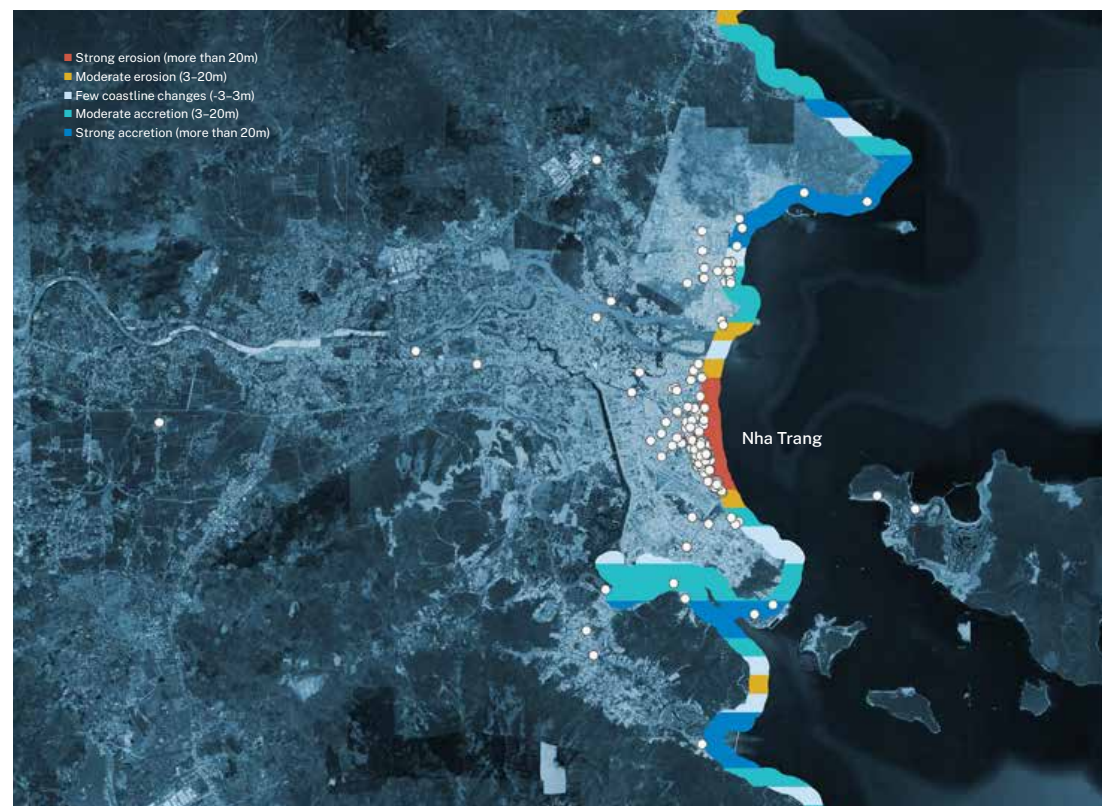 Strong erosion (more than 20m)
Moderate erosion (3–20m)
Few coastline changes (-3–3m)
Moderate accretion (3–20m)
Strong accretion (more than 20m)
Nha Trang